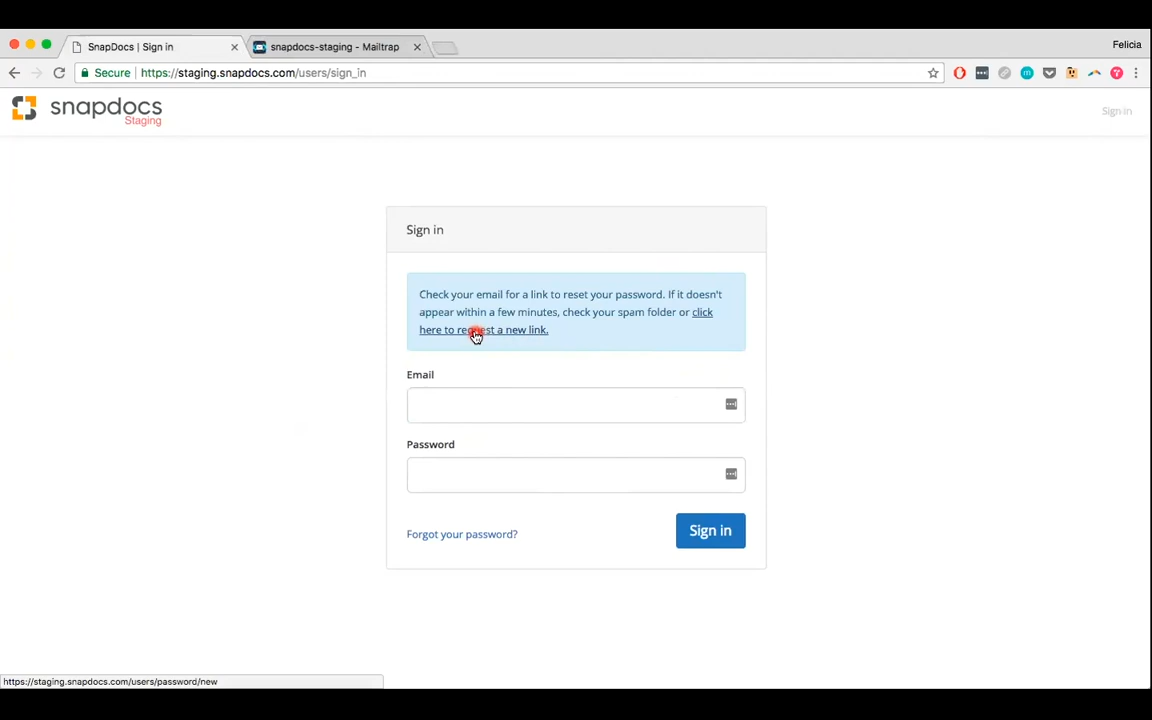 SnapDocs | Sign in
snapdocs-staging - Mailtrap
Felicia
Secure
https://staging.snapdocs.com/users/sign_in
snapdocs
Staging
Sign in
Sign in
Check your email for a link to reset your password. If it doesn't
appear within a few minutes, check your spam folder or click
here to request a new link.
Email
Password
Forgot your password?
Sign in
https://staging.snapdocs.com/users/password/new